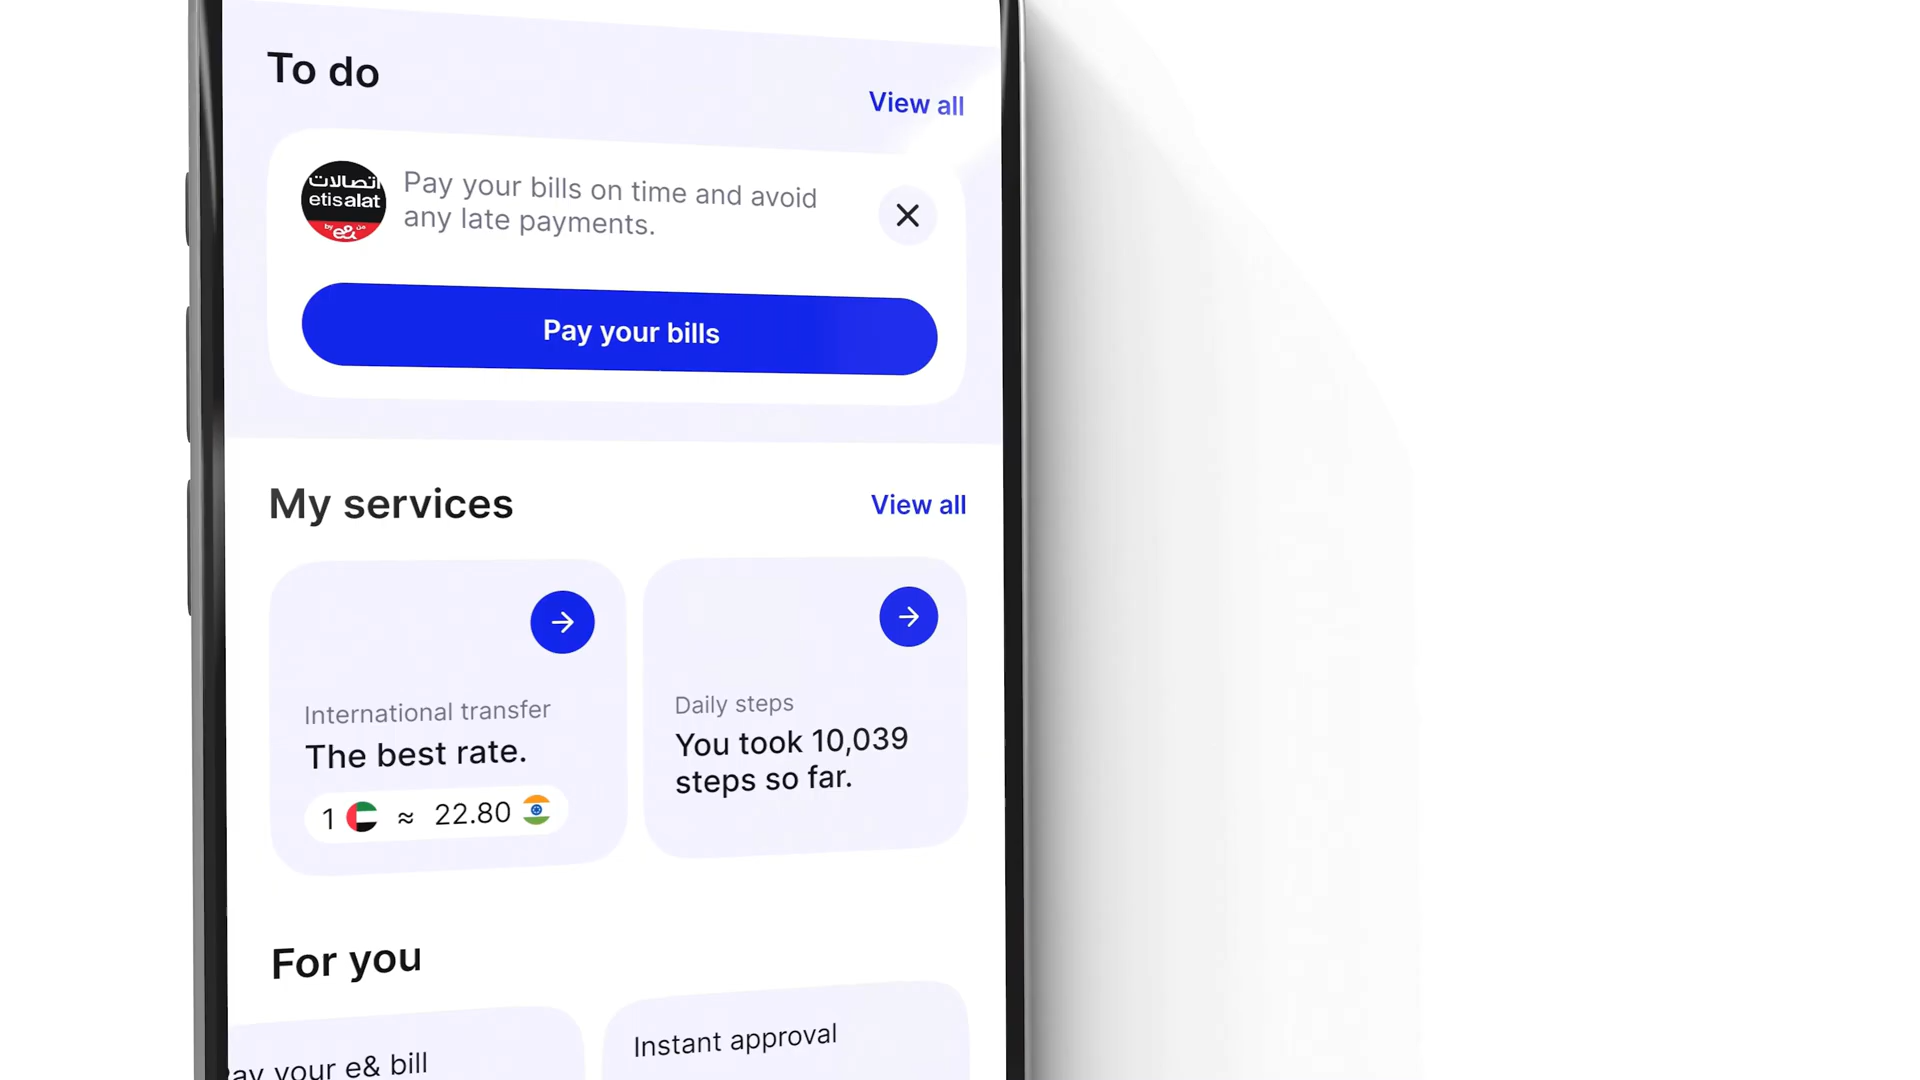 To do
View all
اتصالات
etisalat
by e& من
Pay your bills on time and avoid
any late payments.
Pay your bills
My services
View all
International transfer
The best rate.
1 ≈ 22.80
Daily steps
You took 10,039
steps so far.
For you
Pay your e& bill
Instant approval